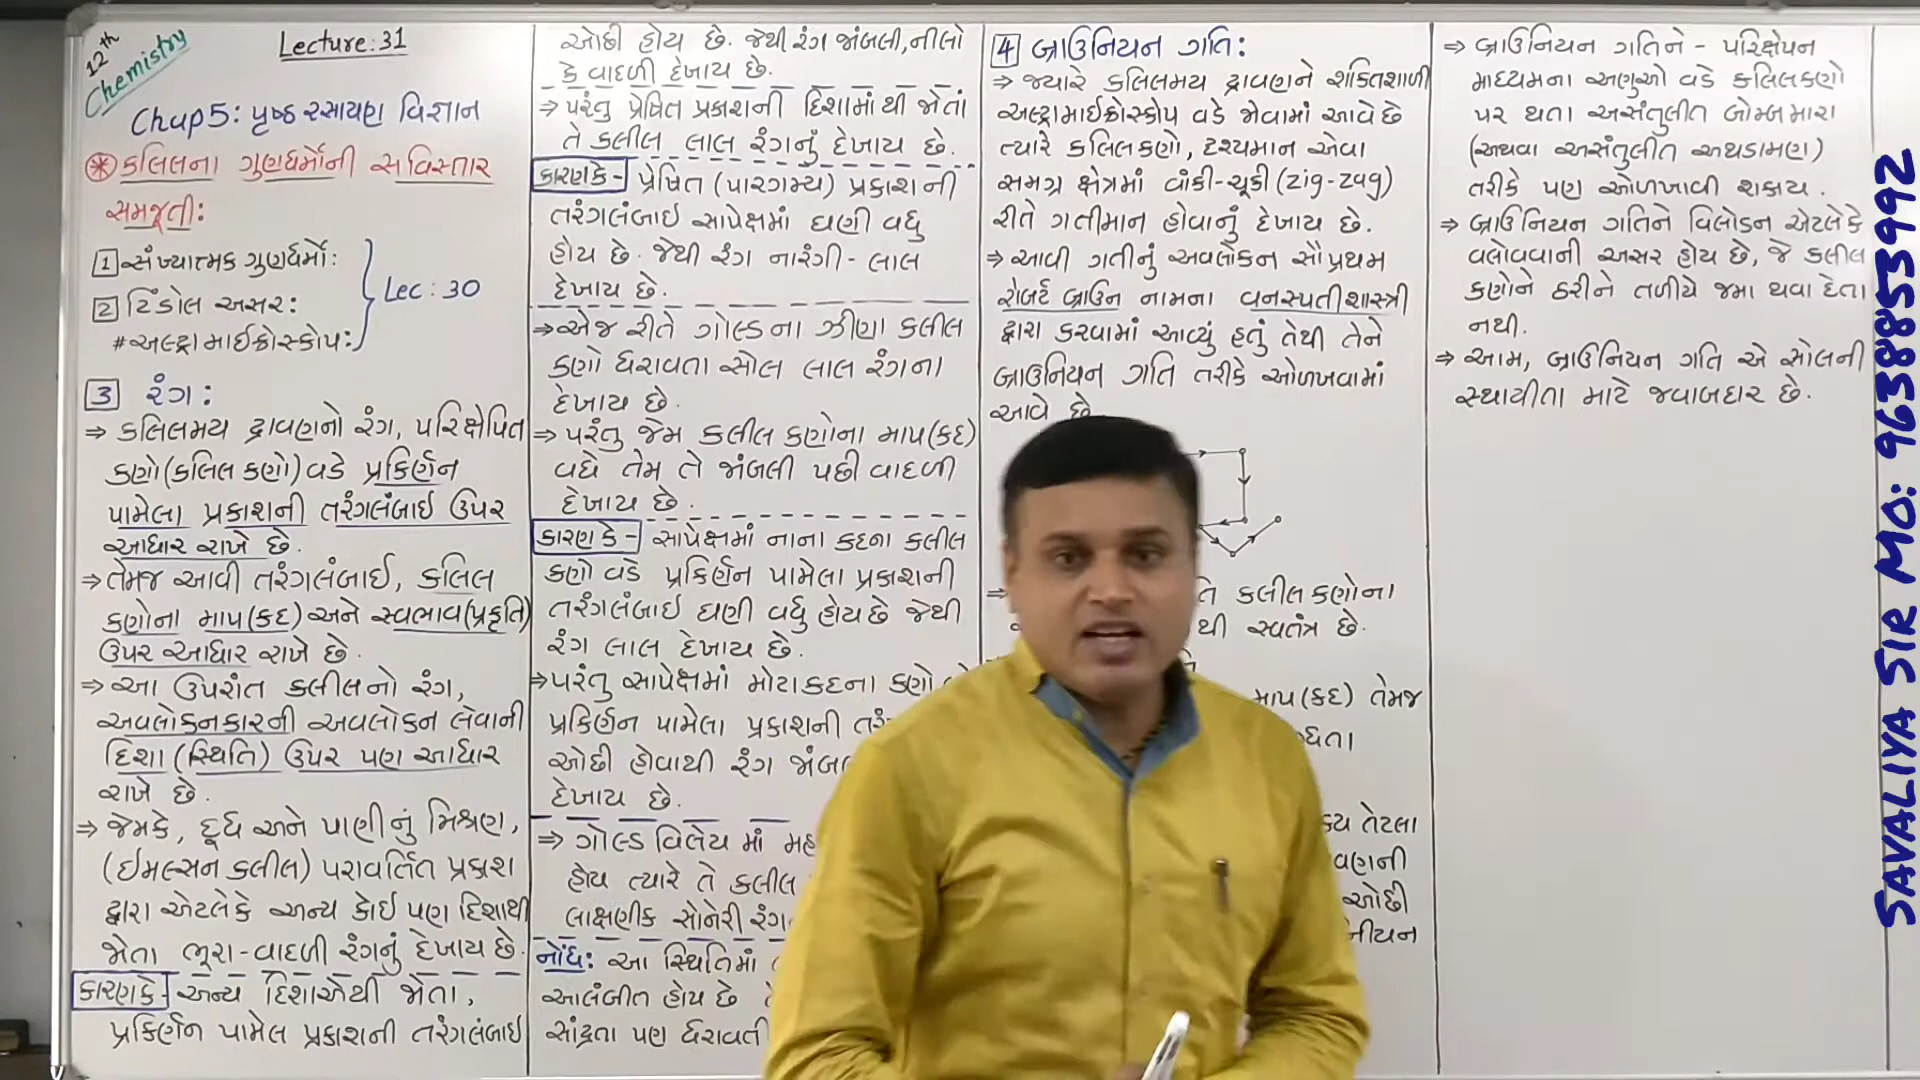 12th
Chemistry
Lecture:31
Chap5: પૃષ્ઠ રસાયણ વિજ્ઞાન
* કલિલના ગુણધર્મોની સવિસ્તાર
સમજૂતી:
1 સંખ્યાત્મક ગુણધર્મો:
2 ટિંડોલ અસર:
#અલ્ટ્રામાઈક્રોસ્કોપ:
Lec : 30
3 રંગ:
⇒ કલિલમય દ્રાવણનો રંગ, પરિક્ષેપિત
કણો(કલિલ કણો) વડે પ્રકિર્ણન
પામેલા પ્રકાશની તરંગલંબાઈ ઉપર
આધાર રાખે છે.
⇒ તેમજ આવી તરંગલંબાઈ, કલિલ
કણોના માપ(કદ) અને સ્વભાવ(પ્રકૃતિ)
ઉપર આધાર રાખે છે.
⇒ આ ઉપરાંત કલીલનો રંગ,
અવલોકનકારની અવલોકન લેવાની
દિશા (સ્થિતિ) ઉપર પણ આધાર
રાખે છે.
⇒ જેમકે, દૂધ અને પાણીનું મિશ્રણ,
(ઈમલ્સન કલીલ) પરાવર્તિત પ્રકાશ
દ્વારા એટલેકે અન્ય કોઈ પણ દિશાથી
જોતા ભૂરા-વાદળી રંગનું દેખાય છે.
કારણકે- અન્ય દિશાએથી જોતા,
પ્રકિર્ણન પામેલ પ્રકાશની તરંગલંબાઈ
ઓછી હોય છે. જેથી રંગ જાંબલી,નીલો
કે વાદળી દેખાય છે.
⇒ પરંતુ પ્રેષિત પ્રકાશની દિશામાંથી જોતાં
તે કલીલ લાલ રંગનું દેખાય છે.
કારણકે- પ્રેષિત (પારગમ્ય) પ્રકાશની
તરંગલંબાઈ સાપેક્ષમાં ઘણી વધુ
હોય છે. જેથી રંગ નારંગી- લાલ
દેખાય છે.
⇒ એજ રીતે ગોલ્ડના ઝીણા કલીલ
કણો ધરાવતા સોલ લાલ રંગના
દેખાય છે.
⇒ પરંતુ જેમ કલીલ કણોના માપ(કદ)
વધે તેમ તે જાંબલી પછી વાદળી
દેખાય છે.
કારણકે- સાપેક્ષમાં નાના કદના કલીલ
કણો વડે પ્રકિર્ણન પામેલા પ્રકાશની
તરંગલંબાઈ ઘણી વધુ હોય છે જેથી
રંગ લાલ દેખાય છે.
⇒ પરંતુ સાપેક્ષમાં મોટાકદના કણો
પ્રકિર્ણન પામેલા પ્રકાશની
ઓછી હોવાથી રંગ
દેખાય છે.
⇒ ગોલ્ડ વિલેય માં
હોય ત્યારે તે કલીલ
લાક્ષણીક સોનેરી રંગ
નોંધ: આ સ્થિતિમાં
આલંબીત હોય છે
સાંદ્રતા પણ ધરાવતી
4 બ્રાઉનિયન ગતિ:
⇒ જ્યારે કલિલમય દ્રાવણને શક્તિશાળી
અલ્ટ્રામાઈક્રોસ્કોપ વડે જોવામાં આવે છે
ત્યારે કલિલકણો, દ્રશ્યમાન એવા
સમગ્ર ક્ષેત્રમાં વાંકી-ચૂકી(zig-zag)
રીતે ગતીમાન હોવાનું દેખાય છે.
⇒ આવી ગતીનું અવલોકન સૌ પ્રથમ
રોબર્ટ બ્રાઉન નામના વનસ્પતીશાસ્ત્રી
દ્વારા કરવામાં આવ્યું હતું તેથી તેને
બ્રાઉનિયન ગતિ તરીકે ઓળખવામાં
આવે છે
⇒ કલીલ કણોના
થી સ્વતંત્ર છે.
માપ(કદ) તેમજ
તેટલા
ઓછી
⇒ બ્રાઉનિયન ગતિને - પરિક્ષેપન
માધ્યમના અણુઓ વડે કલિલકણો
પર થતા અસંતુલીત બોમ્બમારા
(અથવા અસંતુલીત અથડામણ)
તરીકે પણ ઓળખાવી શકાય.
⇒ બ્રાઉનિયન ગતિને વિલોડન એટલેકે
વલોવવાની અસર હોય છે, જે કલીલ
કણોને ઠરીને તળીયે જમા થવા દેતા
નથી.
⇒ આમ, બ્રાઉનિયન ગતિ એ સોલની
સ્થાયીતા માટે જવાબદાર છે.
SAVALIYA SIR MO: 9638853992